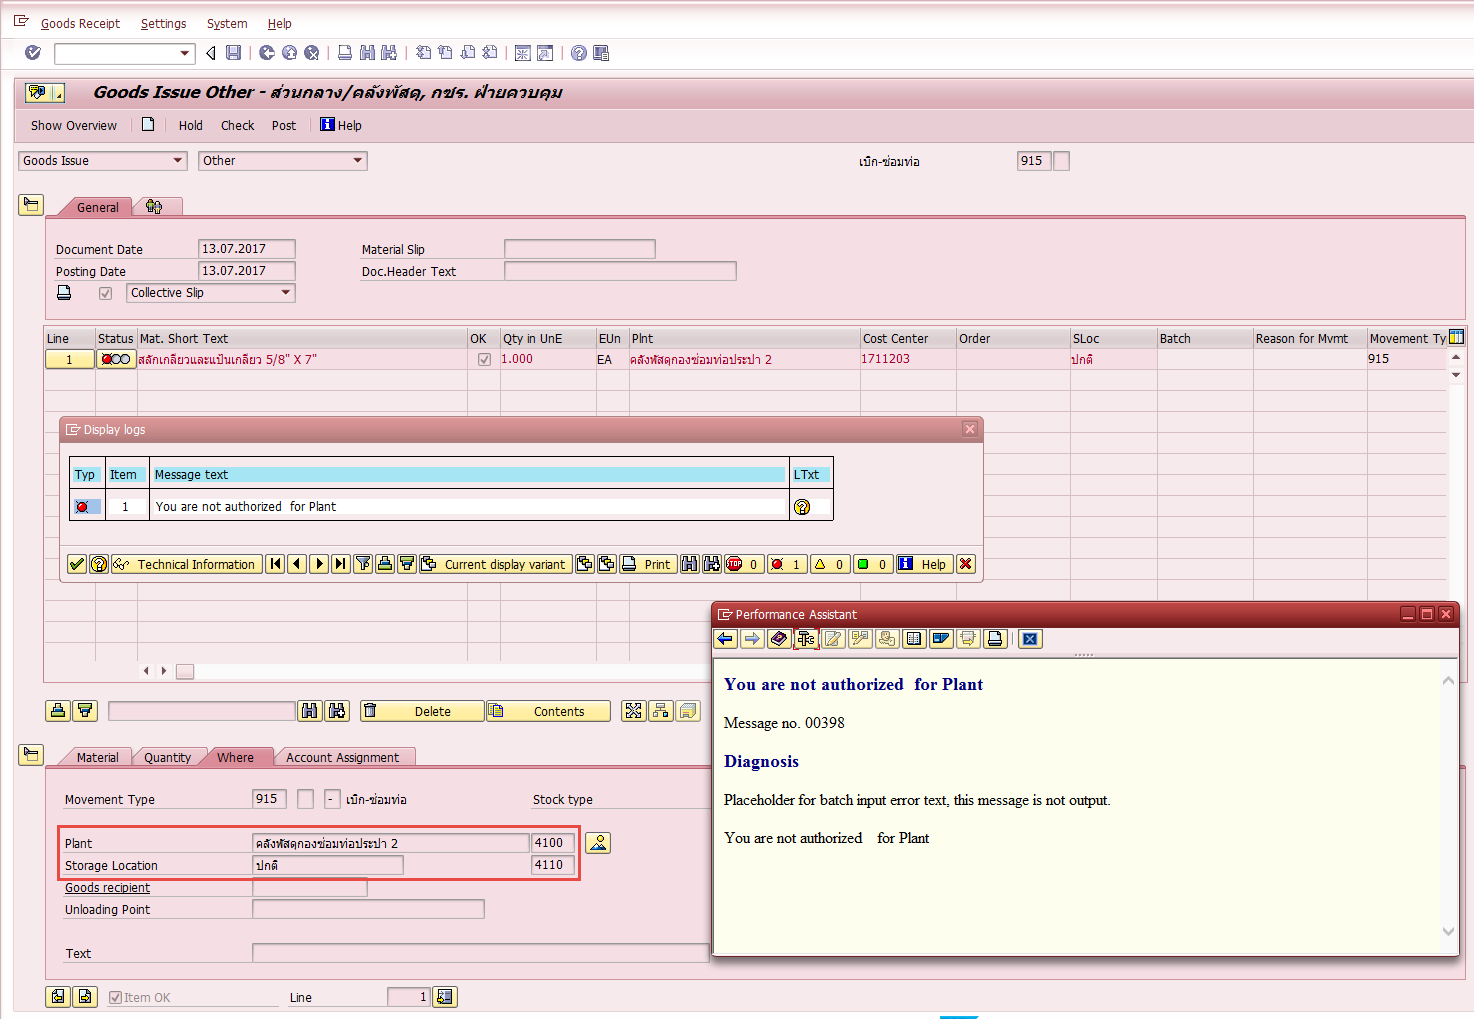 Goods Receipt Settings System Help
Goods Issue Other - ส่วนกลาง/คลังพัสดุ, กซร. ฝ่ายควบคุม
Show Overview Hold Check Post Help
Goods Issue Other เบิก-ซ่อมท่อ 915
General
Document Date 13.07.2017 Material Slip
Posting Date 13.07.2017 Doc.Header Text
Collective Slip
Line Status Mat. Short Text OK Qty in UnE EUn Plnt Cost Center Order SLoc Batch Reason for Mvmt Movement Ty
1 สลักเกลียวและแป้นเกลียว 5/8" X 7" 1.000 EA คลังพัสดุกองซ่อมท่อประปา 2 1711203 ปกติ 915
Display logs
Typ Item Message text LTxt
1 You are not authorized for Plant
Technical Information Current display variant Print STOP 0 1 0 0 Help
Performance Assistant
You are not authorized for Plant
Message no. 00398
Diagnosis
Placeholder for batch input error text, this message is not output.
You are not authorized for Plant
Delete Contents
Material Quantity Where Account Assignment
Movement Type 915 - เบิก-ซ่อมท่อ Stock type
Plant คลังพัสดุกองซ่อมท่อประปา 2 4100
Storage Location ปกติ 4110
Goods recipient
Unloading Point
Text
Item OK Line 1